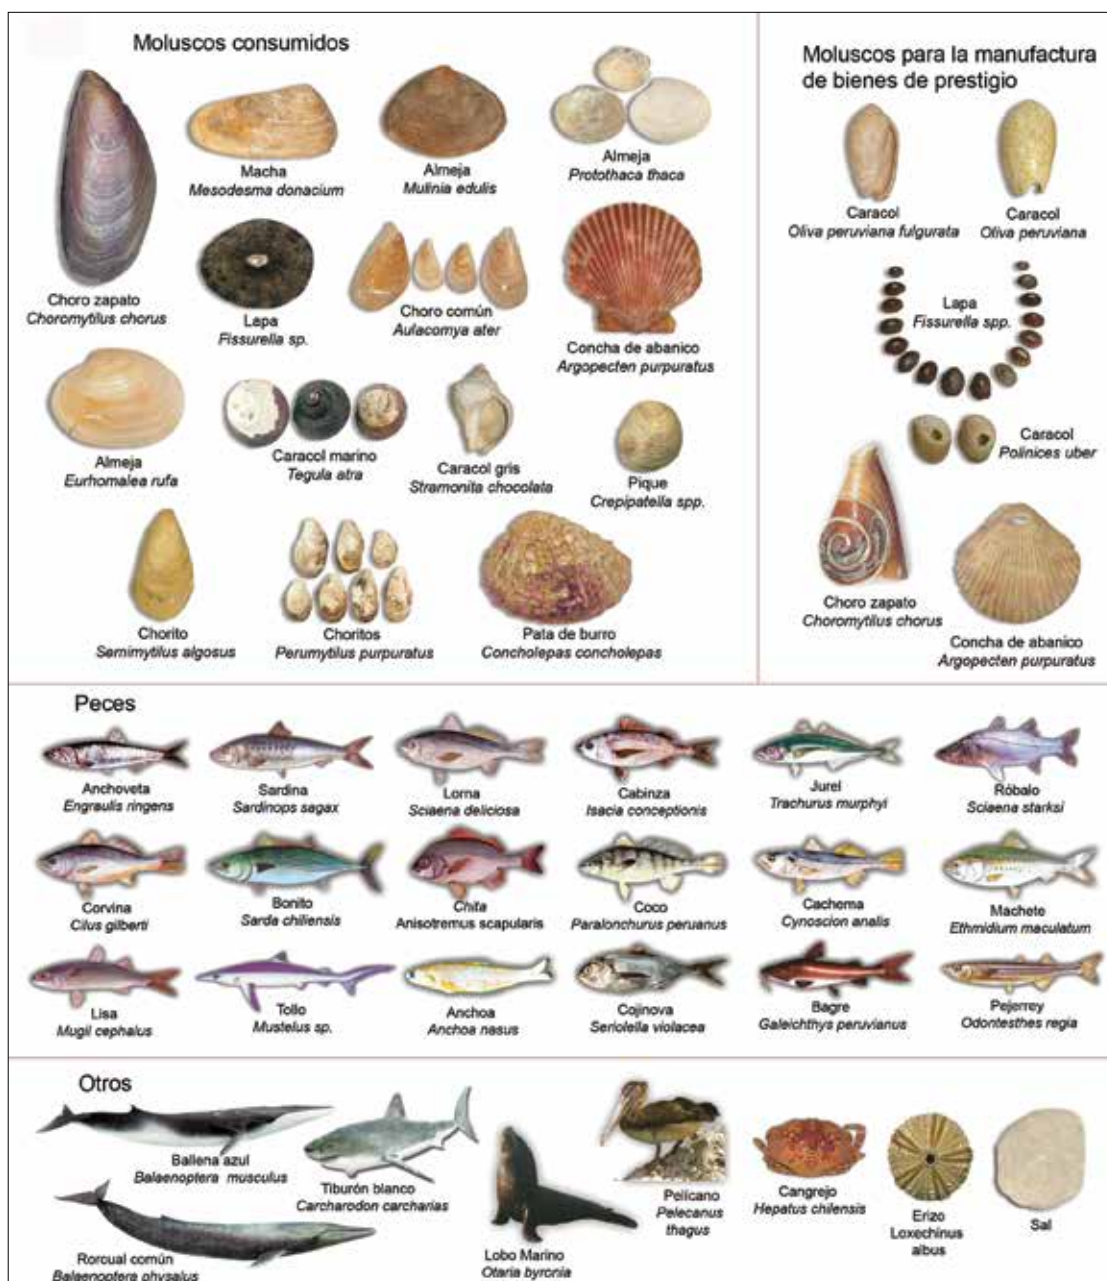 Moluscos consumidos
Choro zapato
Choromytilus chorus
Macha
Mesodesma donacium
Almeja
Mulinia edulis
Almeja
Protothaca thaca
Lapa
Fissurella sp.
Choro común
Aulacomya ater
Concha de abanico
Argopecten purpuratus
Almeja
Eurhomalea rufa
Caracol marino
Tegula atra
Caracol gris
Stramonita chocolata
Pique
Crepipatella spp.
Chorito
Semimytilus algosus
Choritos
Perumytilus purpuratus
Pata de burro
Concholepas concholepas
Moluscos para la manufactura
de bienes de prestigio
Caracol
Oliva peruviana fulgurata
Caracol
Oliva peruviana
Lapa
Fissurella spp.
Caracol
Polinices uber
Choro zapato
Choromytilus chorus
Concha de abanico
Argopecten purpuratus
Peces
Anchoveta
Engraulis ringens
Sardina
Sardinops sagax
Lorna
Sciaena deliciosa
Cabinza
Isacia conceptionis
Jurel
Trachurus murphyi
Róbalo
Sciaena starksi
Corvina
Cilus gilberti
Bonito
Sarda chiliensis
Chita
Anisotremus scapularis
Coco
Paralonchurus peruanus
Cachema
Cynoscion analis
Machete
Ethmidium maculatum
Lisa
Mugil cephalus
Tollo
Mustelus sp.
Anchoa
Anchoa nasus
Cojinova
Seriolella violacea
Bagre
Galeichthys peruvianus
Pejerrey
Odontesthes regia
Otros
Ballena azul
Balaenoptera musculus
Rorcual común
Balaenoptera physalus
Tiburón blanco
Carcharodon carcharias
Lobo Marino
Otaria byronia
Pelícano
Pelecanus
thagus
Cangrejo
Hepatus chilensis
Erizo
Loxechinus
albus
Sal